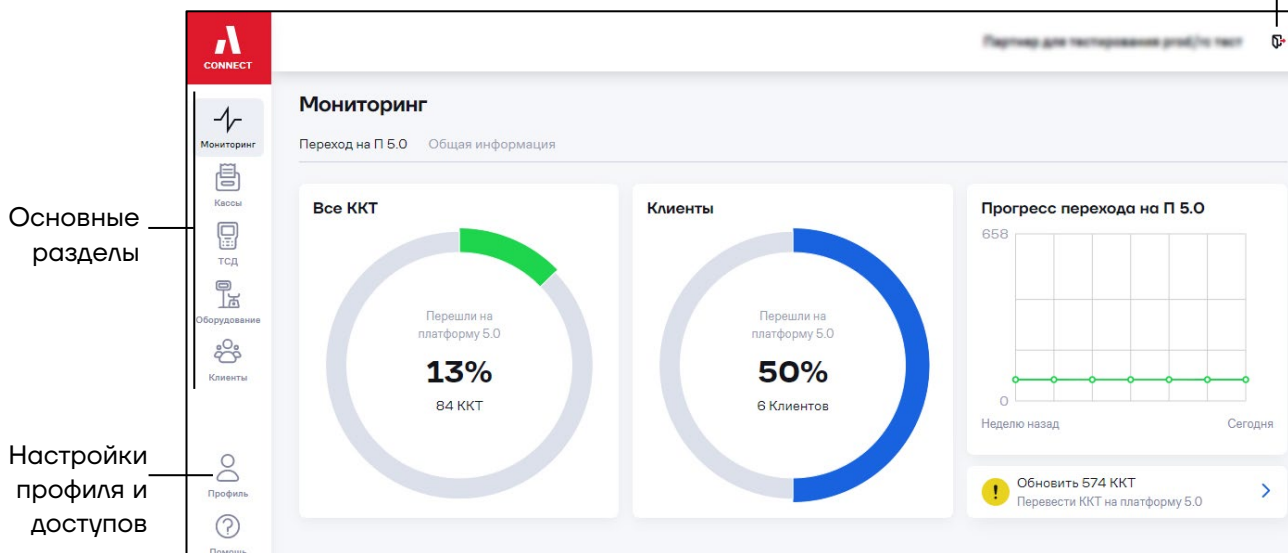 CONNECT
Мониторинг
Переход на П 5.0 Общая информация
Основные
разделы
Мониторинг
Кассы
ТСД
Оборудование
Клиенты
Настройки
профиля и
доступов
Профиль
Помощь
Все ККТ
Перешли на
платформу 5.0
13%
84 ККТ
Клиенты
Перешли на
платформу 5.0
50%
6 Клиентов
Прогресс перехода на П 5.0
658
0
Неделю назад Сегодня
Обновить 574 ККТ
Перевести ККТ на платформу 5.0